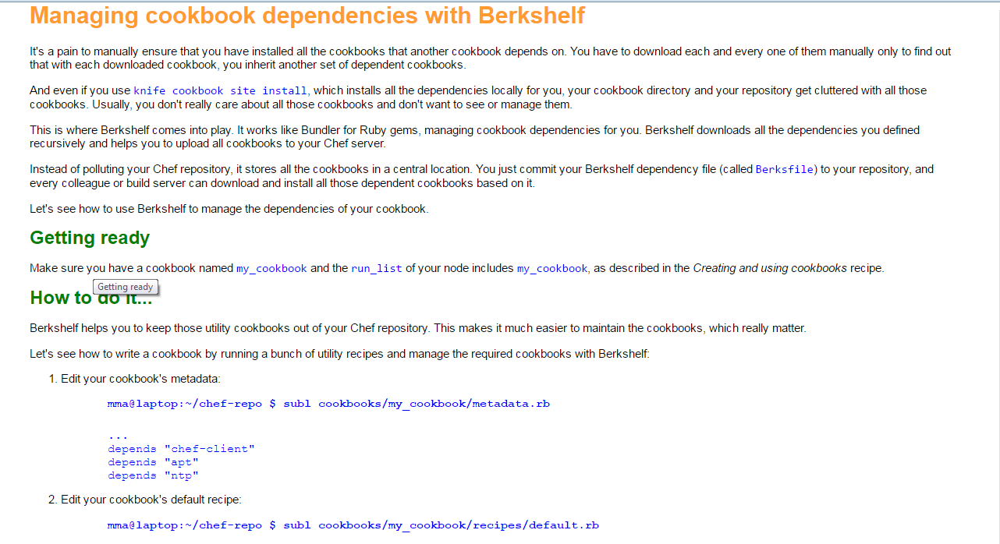 Managing cookbook dependencies with Berkshelf
It's a pain to manually ensure that you have installed all the cookbooks that another cookbook depends on. You have to download each and every one of them manually only to find out
that with each downloaded cookbook, you inherit another set of dependent cookbooks.
And even if you use knife cookbook site install, which installs all the dependencies locally for you, your cookbook directory and your repository get cluttered with all those
cookbooks. Usually, you don't really care about all those cookbooks and don't want to see or manage them.
This is where Berkshelf comes into play. It works like Bundler for Ruby gems, managing cookbook dependencies for you. Berkshelf downloads all the dependencies you defined
recursively and helps you to upload all cookbooks to your Chef server.
Instead of polluting your Chef repository, it stores all the cookbooks in a central location. You just commit your Berkshelf dependency file (called Berksfile) to your repository, and
every colleague or build server can download and install all those dependent cookbooks based on it.
Let's see how to use Berkshelf to manage the dependencies of your cookbook.
Getting ready
Make sure you have a cookbook named my_cookbook and the run_list of your node includes my_cookbook, as described in the Creating and using cookbooks recipe.
Getting ready
How to do it...
Berkshelf helps you to keep those utility cookbooks out of your Chef repository. This makes it much easier to maintain the cookbooks, which really matter.
Let's see how to write a cookbook by running a bunch of utility recipes and manage the required cookbooks with Berkshelf:
1. Edit your cookbook's metadata:
mma@laptop:~/chef-repo $ subl cookbooks/my_cookbook/metadata.rb
...
depends "chef-client"
depends "apt"
depends "ntp"
2. Edit your cookbook's default recipe:
mma@laptop:~/chef-repo $ subl cookbooks/my_cookbook/recipes/default.rb